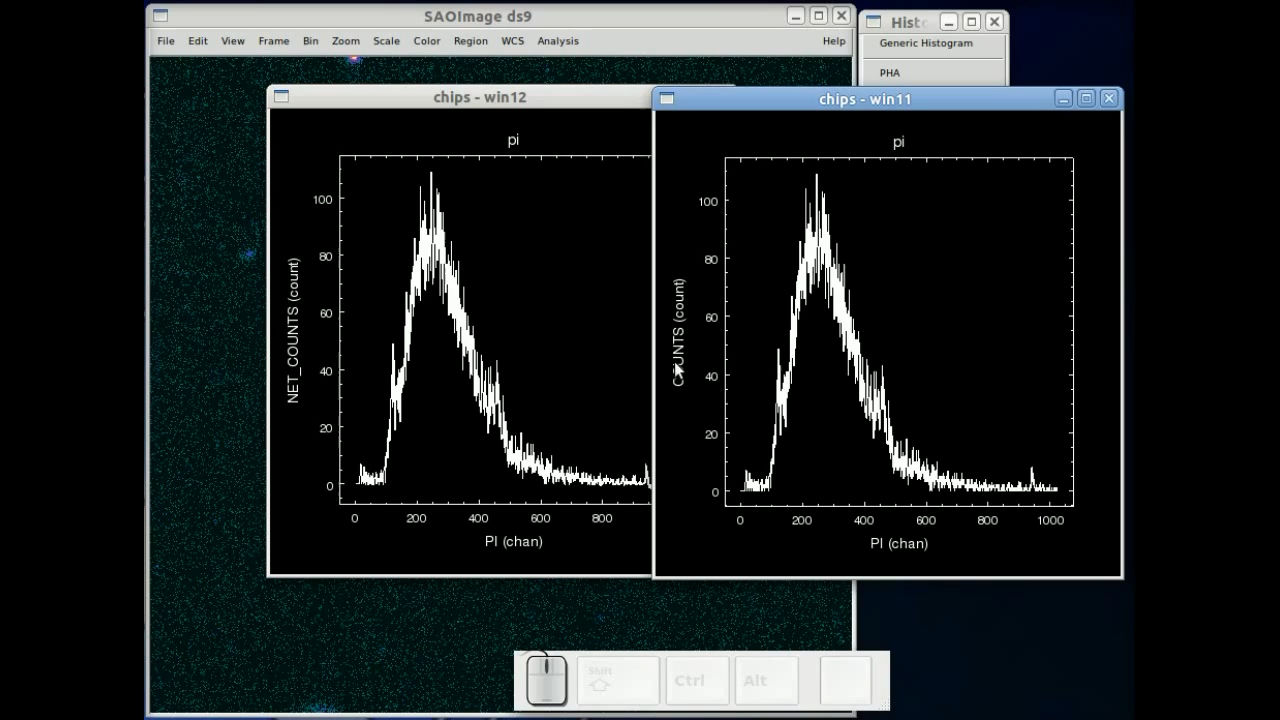 SAOImage ds9
File Edit View Frame Bin Zoom Scale Color Region WCS Analysis Help
Generic Histogram
PHA
chips - win12
pi
NET_COUNTS (count)
100
80
60
40
20
0
0 200 400 600 800
PI (chan)
chips - win11
pi
100
80
60
40
20
0
0 200 400 600 800 1000
PI (chan)
Shift
Ctrl
Alt